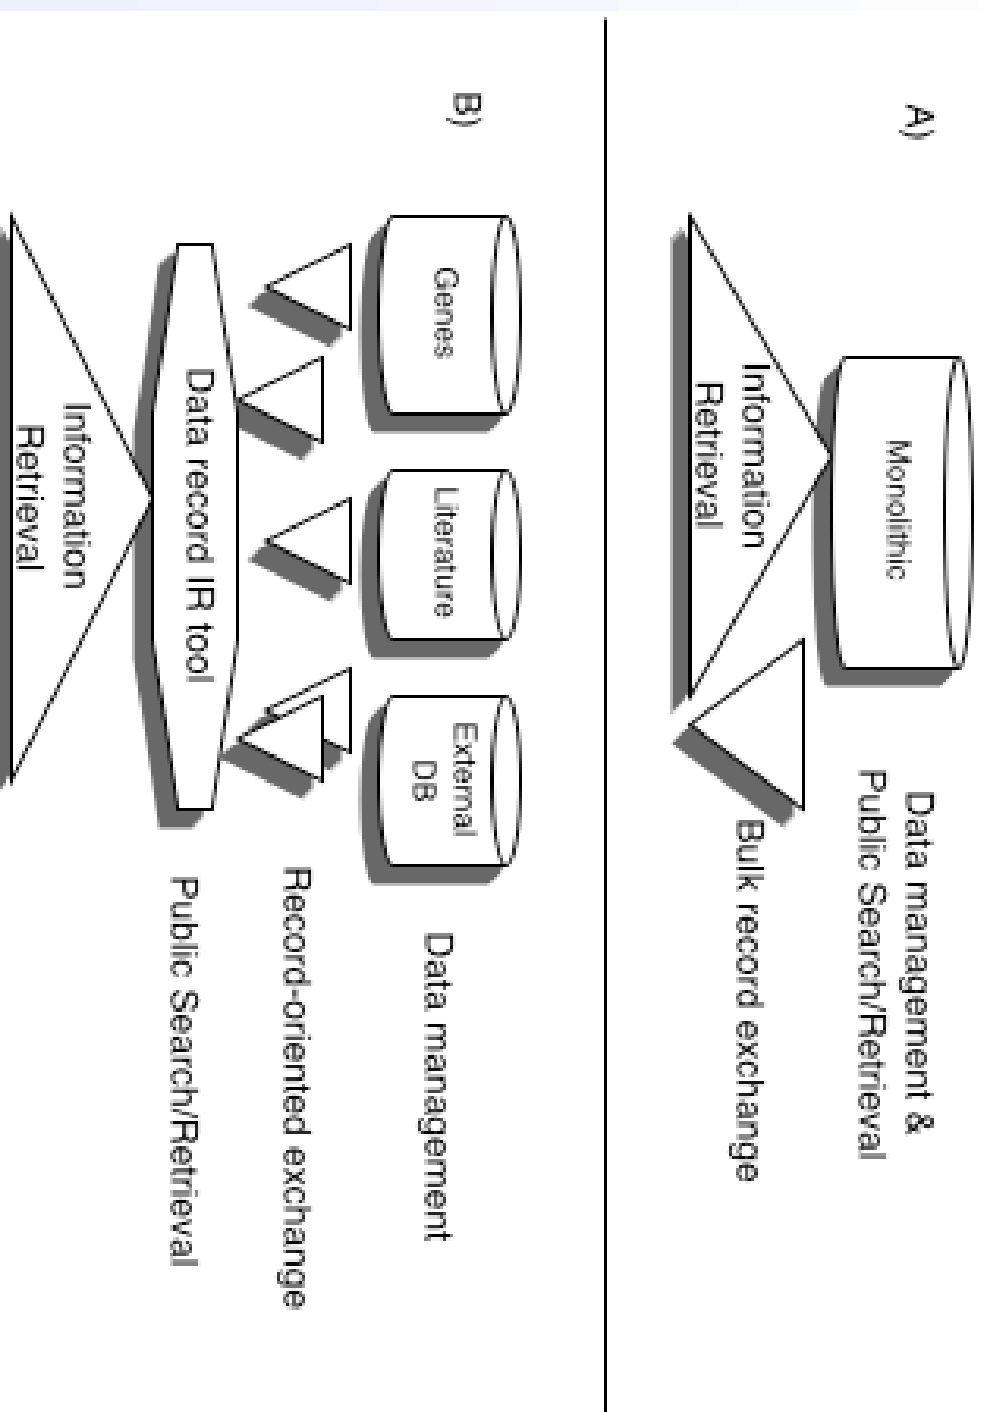 A)
Monolithic
Data management &
Public Search/Retrieval
Information
Retrieval
Bulk record exchange
B)
Genes
Literature
External
DB
Data management
Record-oriented exchange
Data record IR tool
Public Search/Retrieval
Information
Retrieval